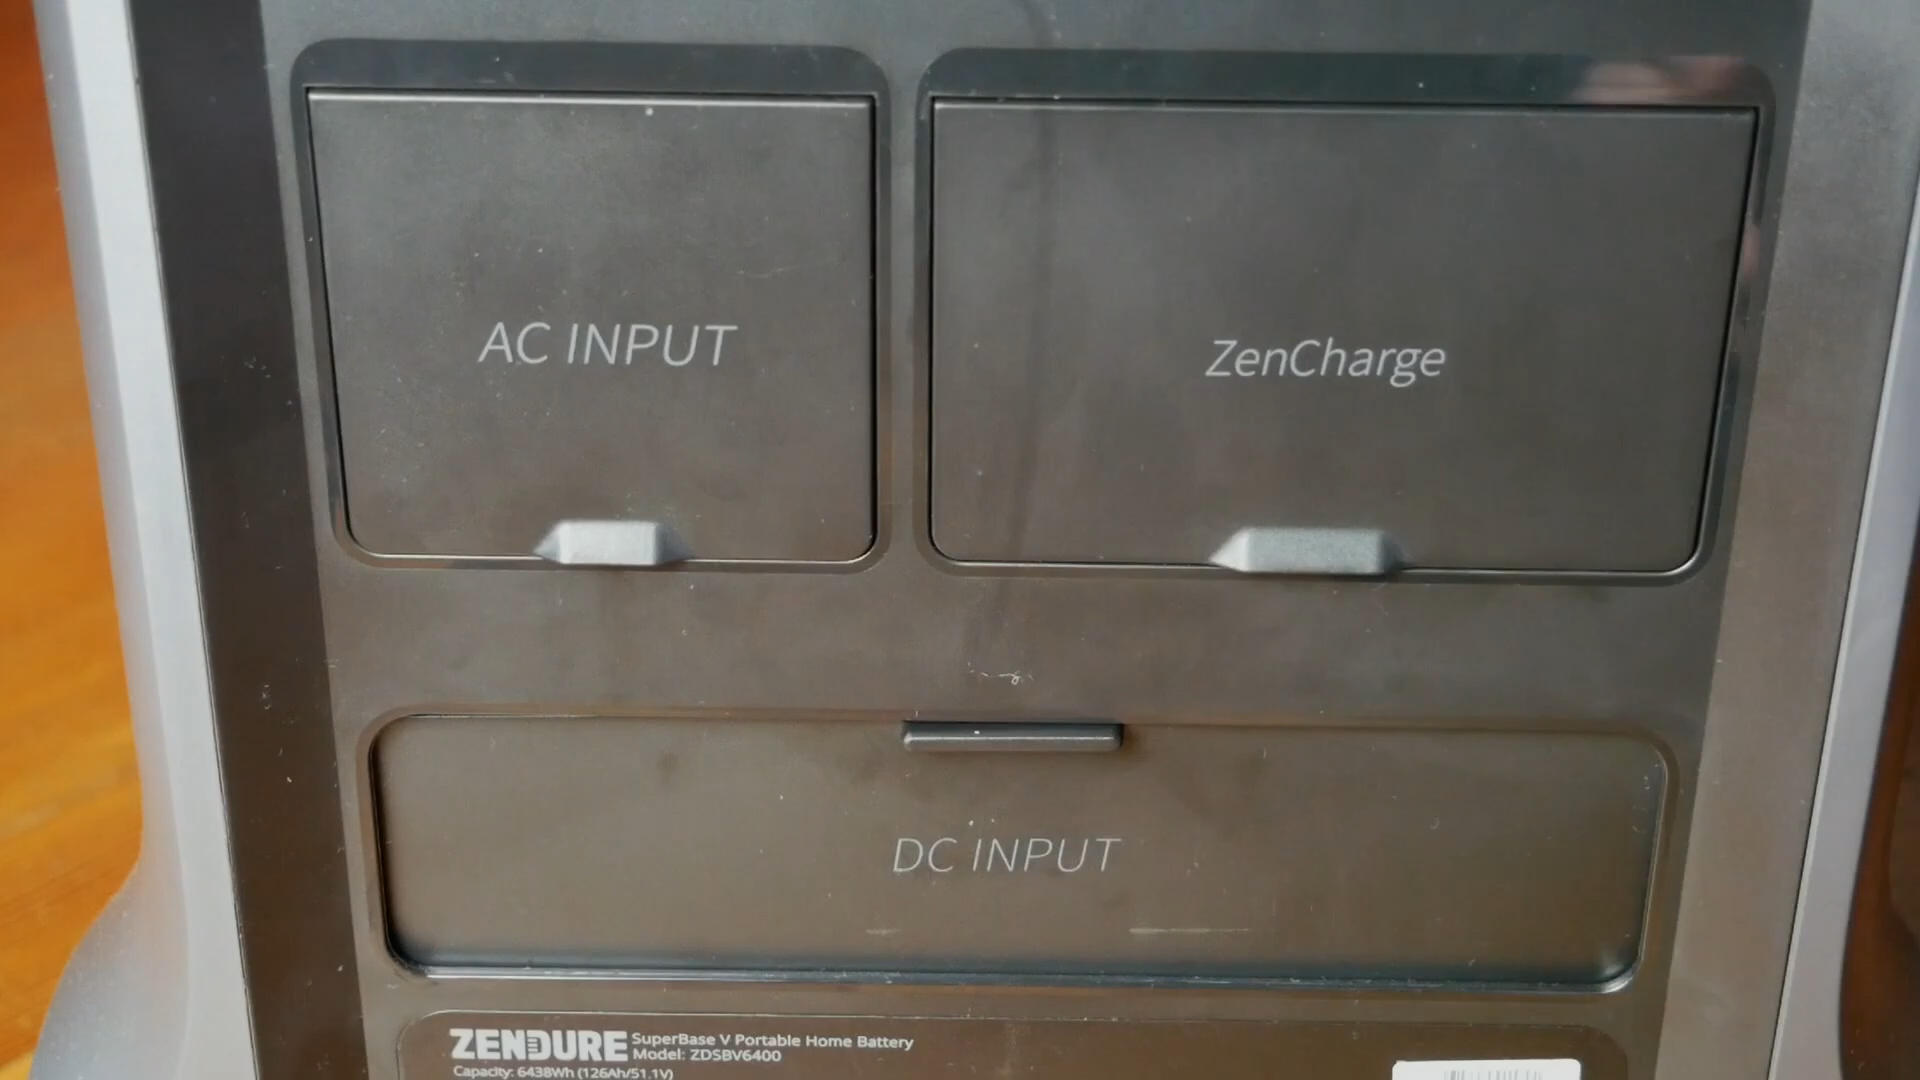 AC INPUT
ZenCharge
DC INPUT
ZENDURE SuperBase V Portable Home Battery
Model: ZDSBV6400
Capacity: 6438Wh (126Ah/51.1V)